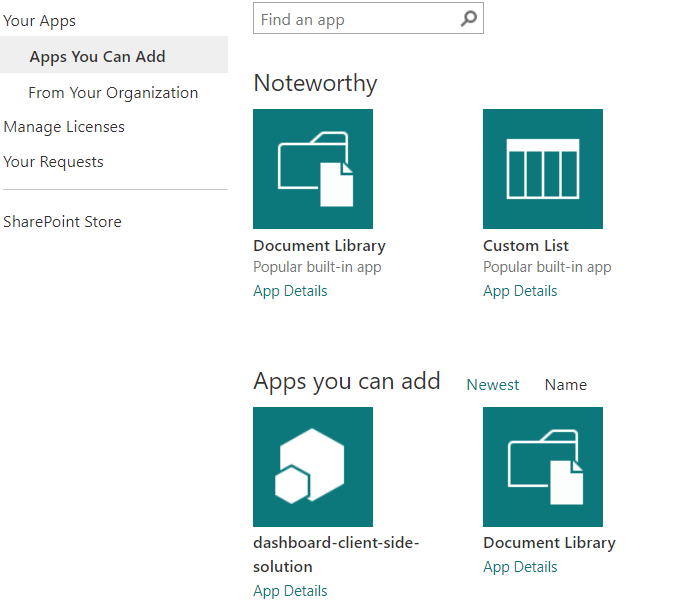 Your Apps
Apps You Can Add
From Your Organization
Manage Licenses
Your Requests
SharePoint Store
Find an app
Noteworthy
Document Library
Popular built-in app
App Details
Custom List
Popular built-in app
App Details
Apps you can add
Newest
Name
dashboard-client-side-
solution
App Details
Document Library
App Details